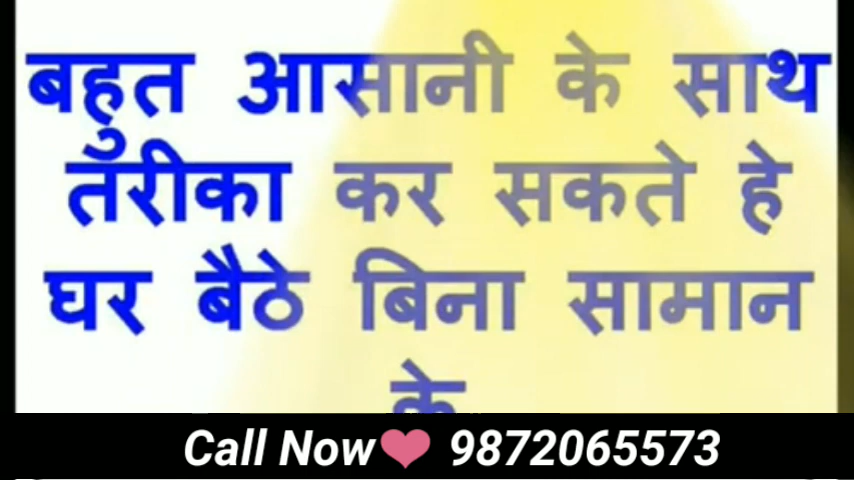 बहुत आसानी के साथ
तरीका कर सकते हे
घर बैठे बिना सामान
के
Call Now❤ 9872065573